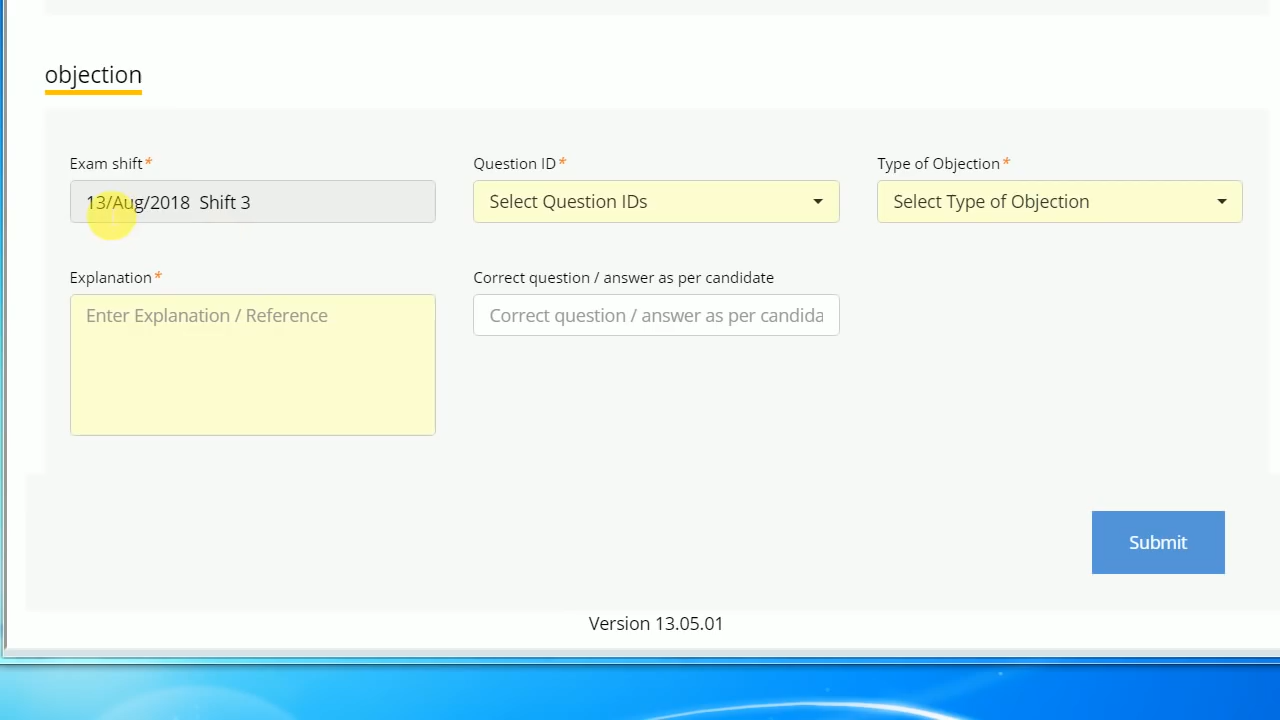 objection
Exam shift* Question ID* Type of Objection*
13/Aug/2018 Shift 3 Select Question IDs Select Type of Objection
Explanation* Correct question / answer as per candidate
Enter Explanation / Reference Correct question / answer as per candida
Submit
Version 13.05.01